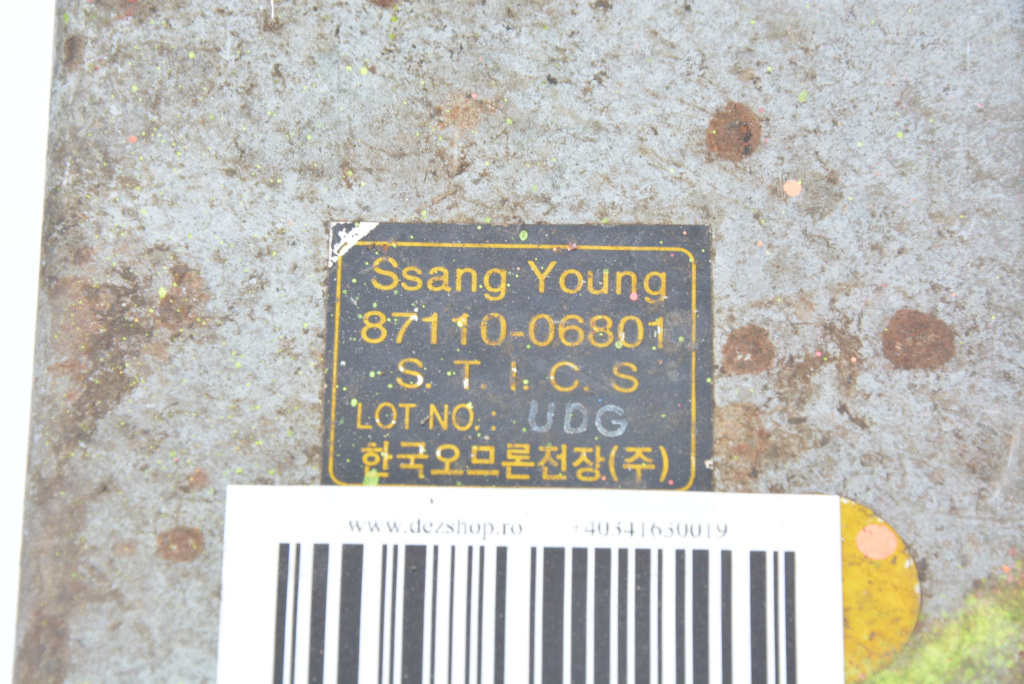 Ssang Young
87110-06801
S. T. I. C. S
LOT NO. : UDG
한국오므론전장(주)
www.dezshop.ro +40341630019